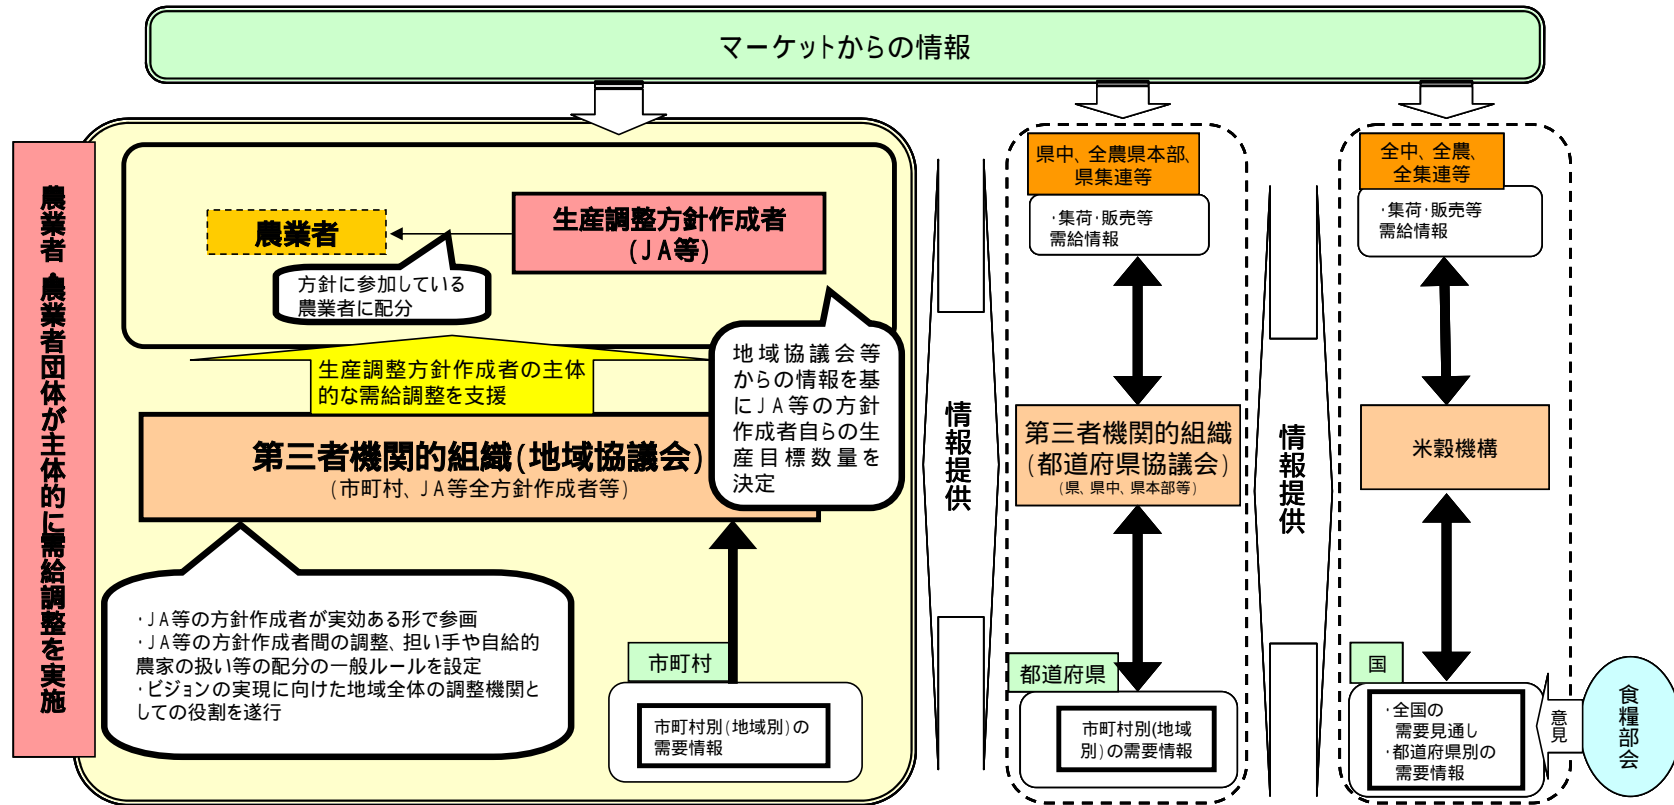 マーケットからの情報
農業者・農業者団体が主体的に需給調整を実施
農業者
生産調整方針作成者
(JA等)
方針に参加している
農業者に配分
生産調整方針作成者の主体
的な需給調整を支援
地域協議会等
からの情報を基
にJA等の方針
作成者自らの生
産目標数量を
決定
第三者機関的組織(地域協議会)
(市町村、JA等全方針作成者等)
・JA等の方針作成者が実効ある形で参画
・JA等の方針作成者間の調整、担い手や自給的
農家の扱い等の配分の一般ルールを設定
・ビジョンの実現に向けた地域全体の調整機関と
しての役割を遂行
市町村
市町村別(地域別)の
需要情報
情報提供
県中、全農県本部、
県集連等
・集荷・販売等
需給情報
第三者機関的組織
(都道府県協議会)
(県、県中、県本部等)
都道府県
市町村別(地域
別)の需要情報
情報提供
全中、全農、
全集連等
・集荷・販売等
需給情報
米穀機構
国
・全国の
需要見通し
・都道府県別の
需要情報
意見
食糧部会